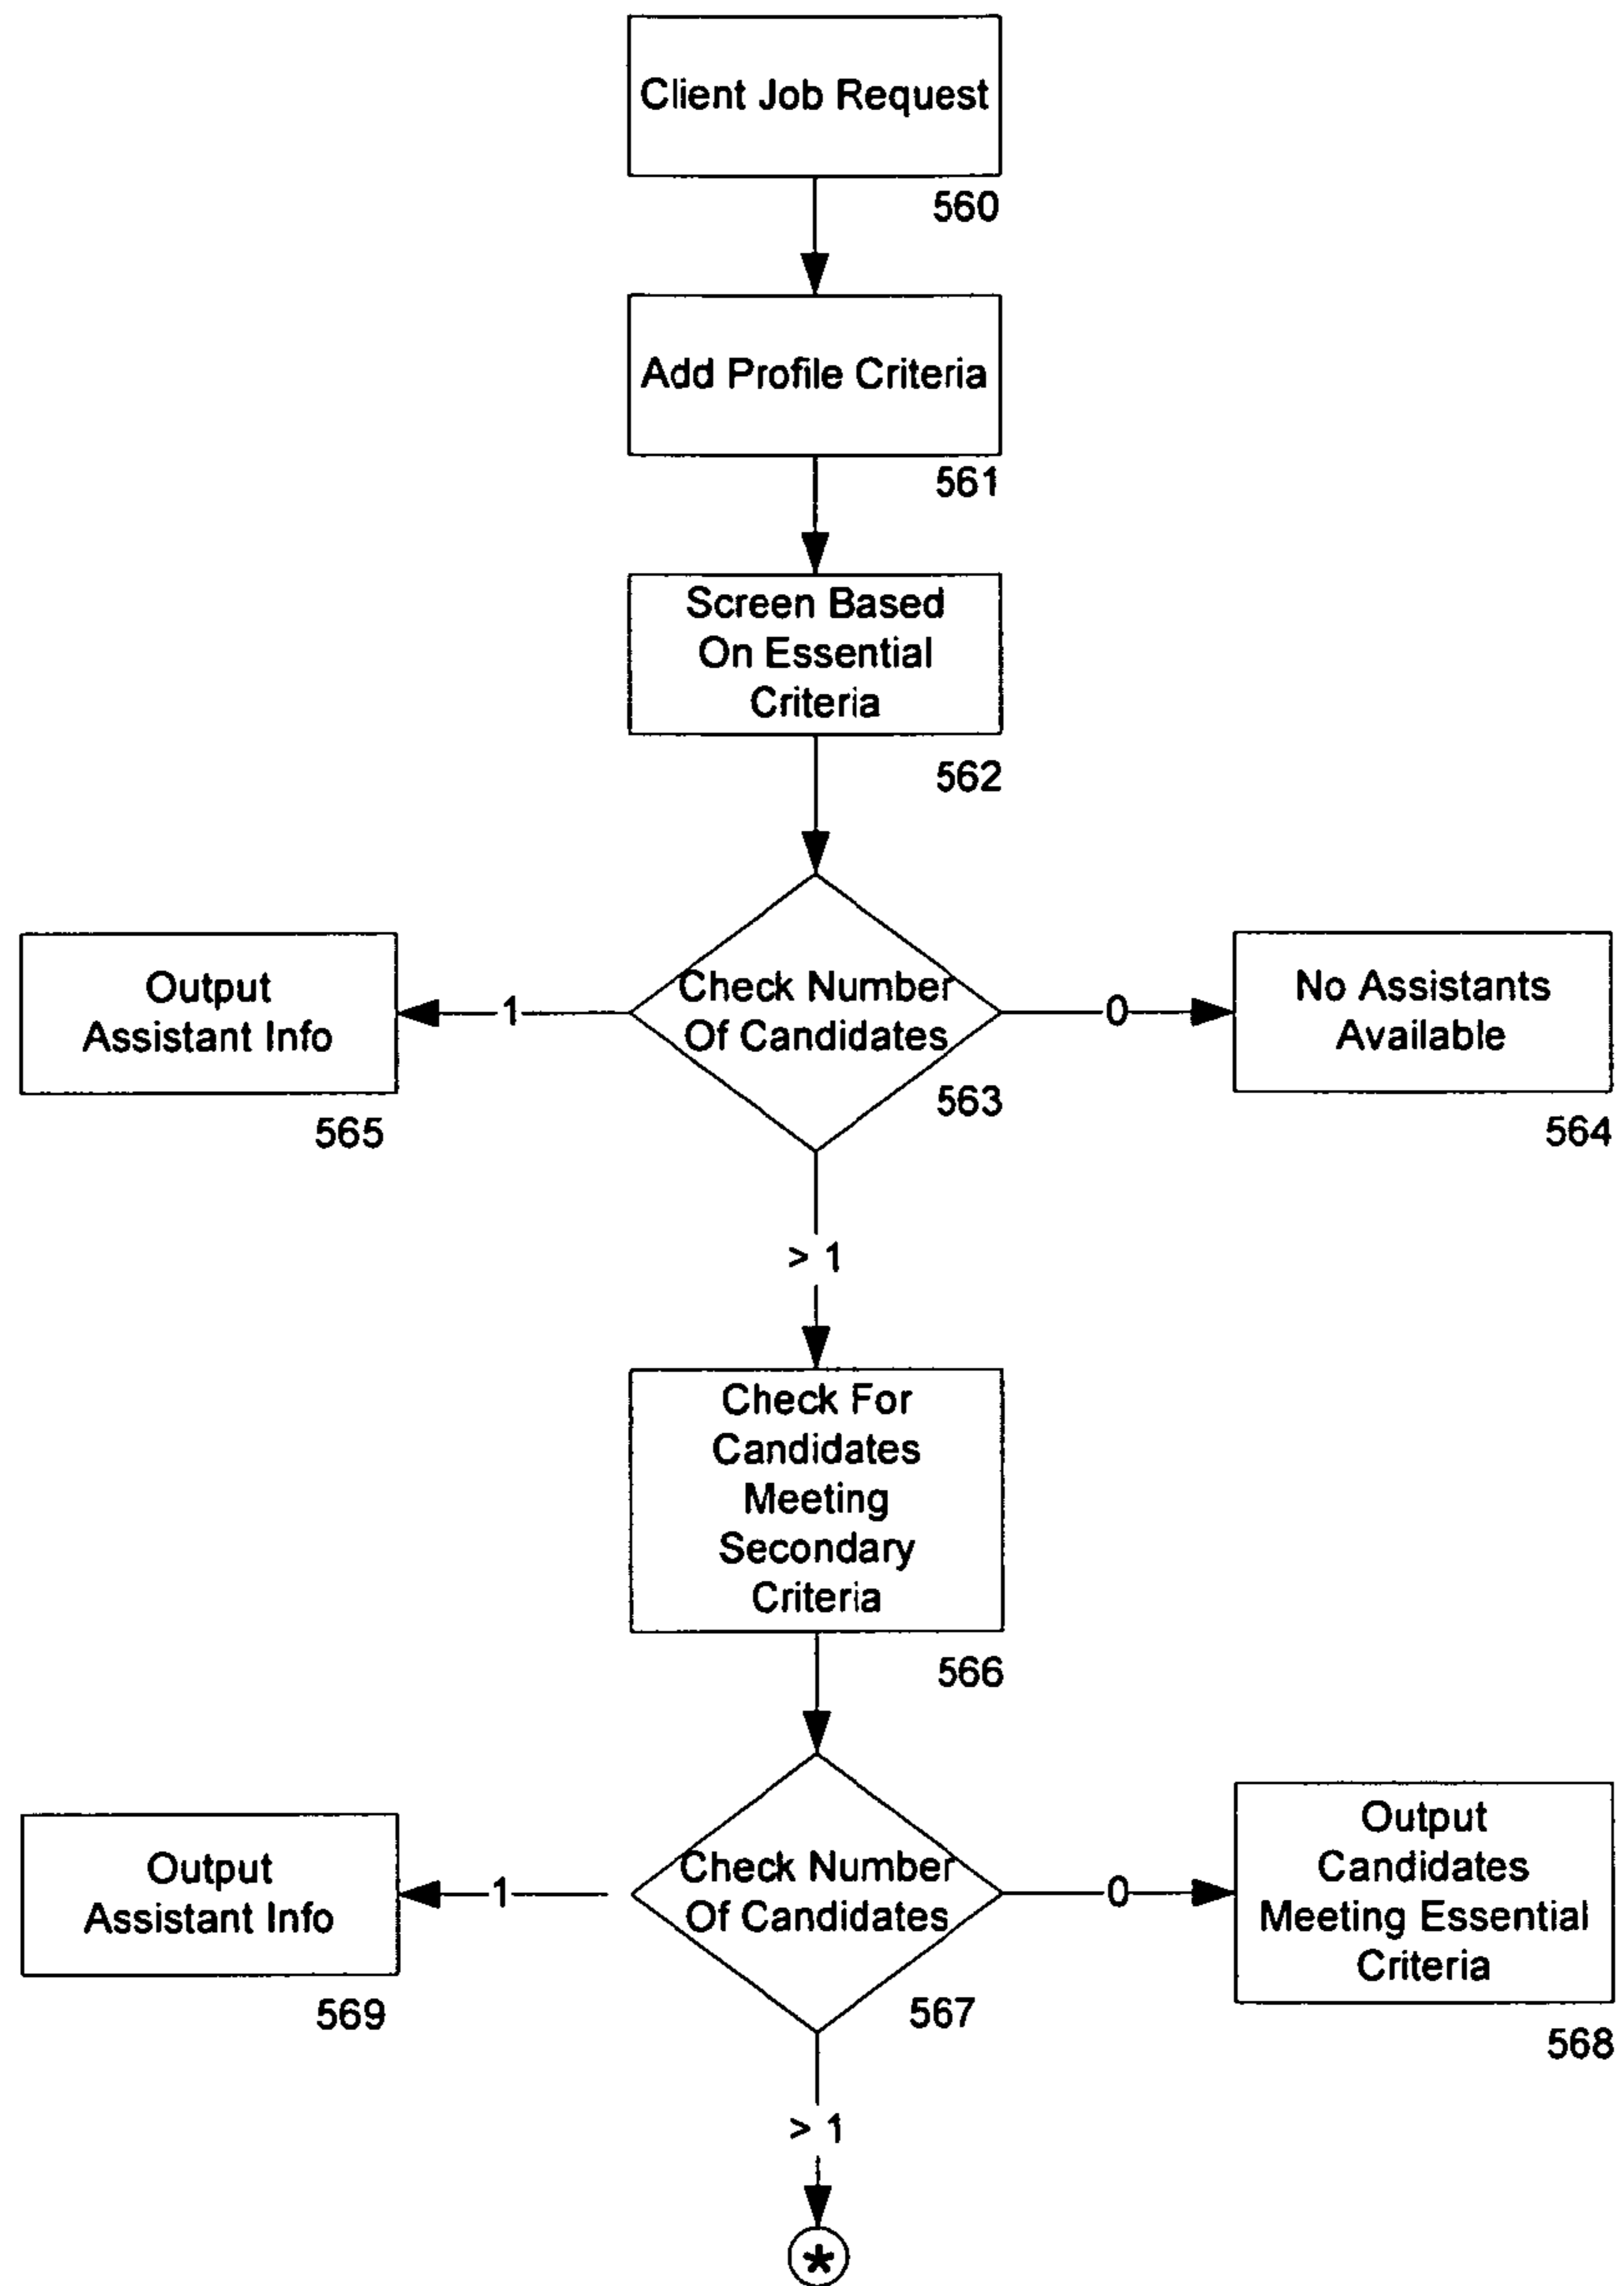 Client Job Request
560
Add Profile Criteria
561
Screen Based
On Essential
Criteria
562
Output
Assistant Info
565
1
Check Number
Of Candidates
563
0
No Assistants
Available
564
> 1
Check For
Candidates
Meeting
Secondary
Criteria
566
Output
Assistant Info
569
1
Check Number
Of Candidates
567
0
Output
Candidates
Meeting Essential
Criteria
568
> 1
*